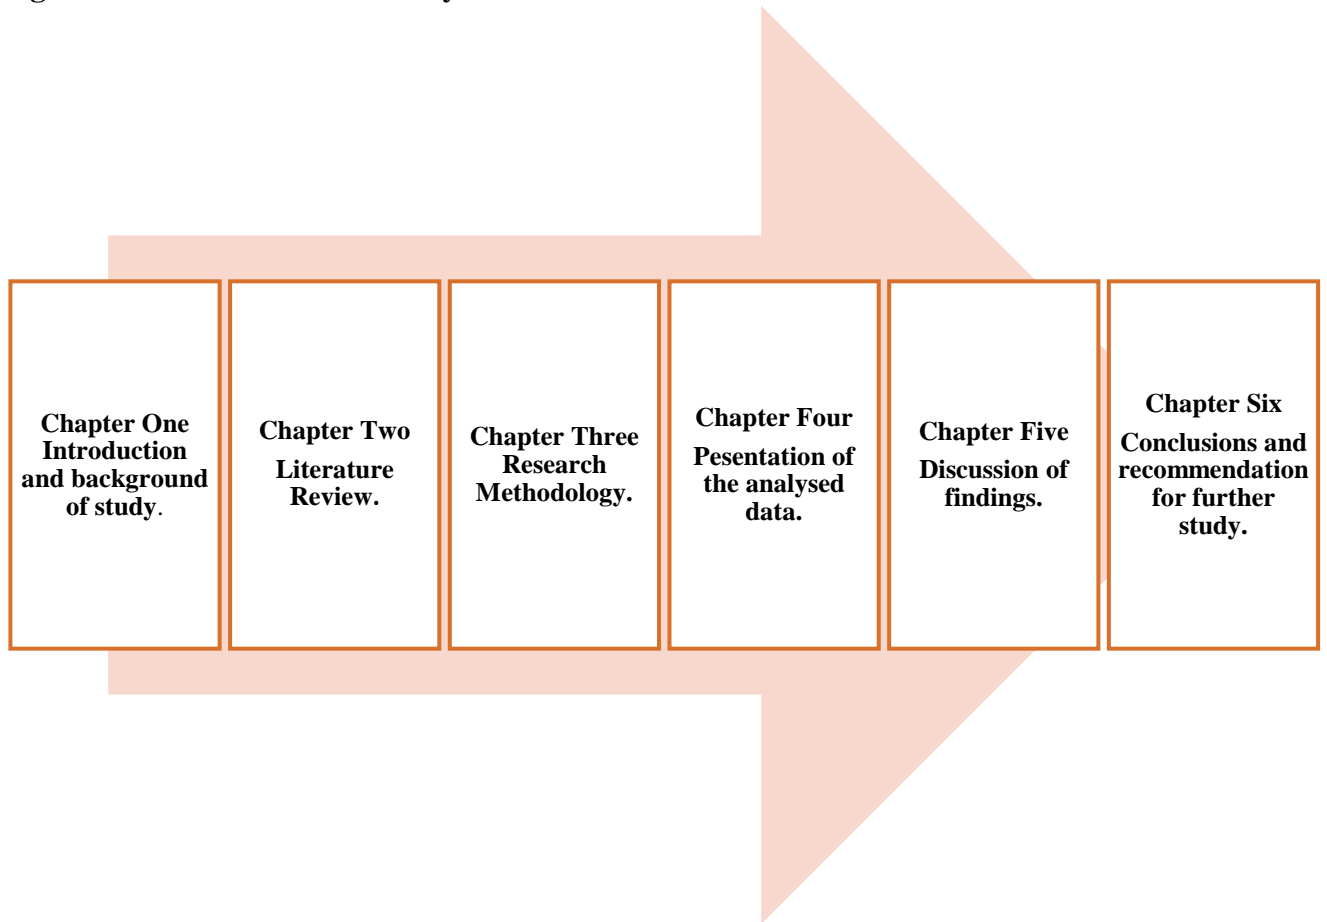 Chapter One
Introduction
and background
of study.
Chapter Two
Literature
Review.
Chapter Three
Research
Methodology.
Chapter Four
Pesentation of
the analysed
data.
Chapter Five
Discussion of
findings.
Chapter Six
Conclusions and
recommendation
for further
study.